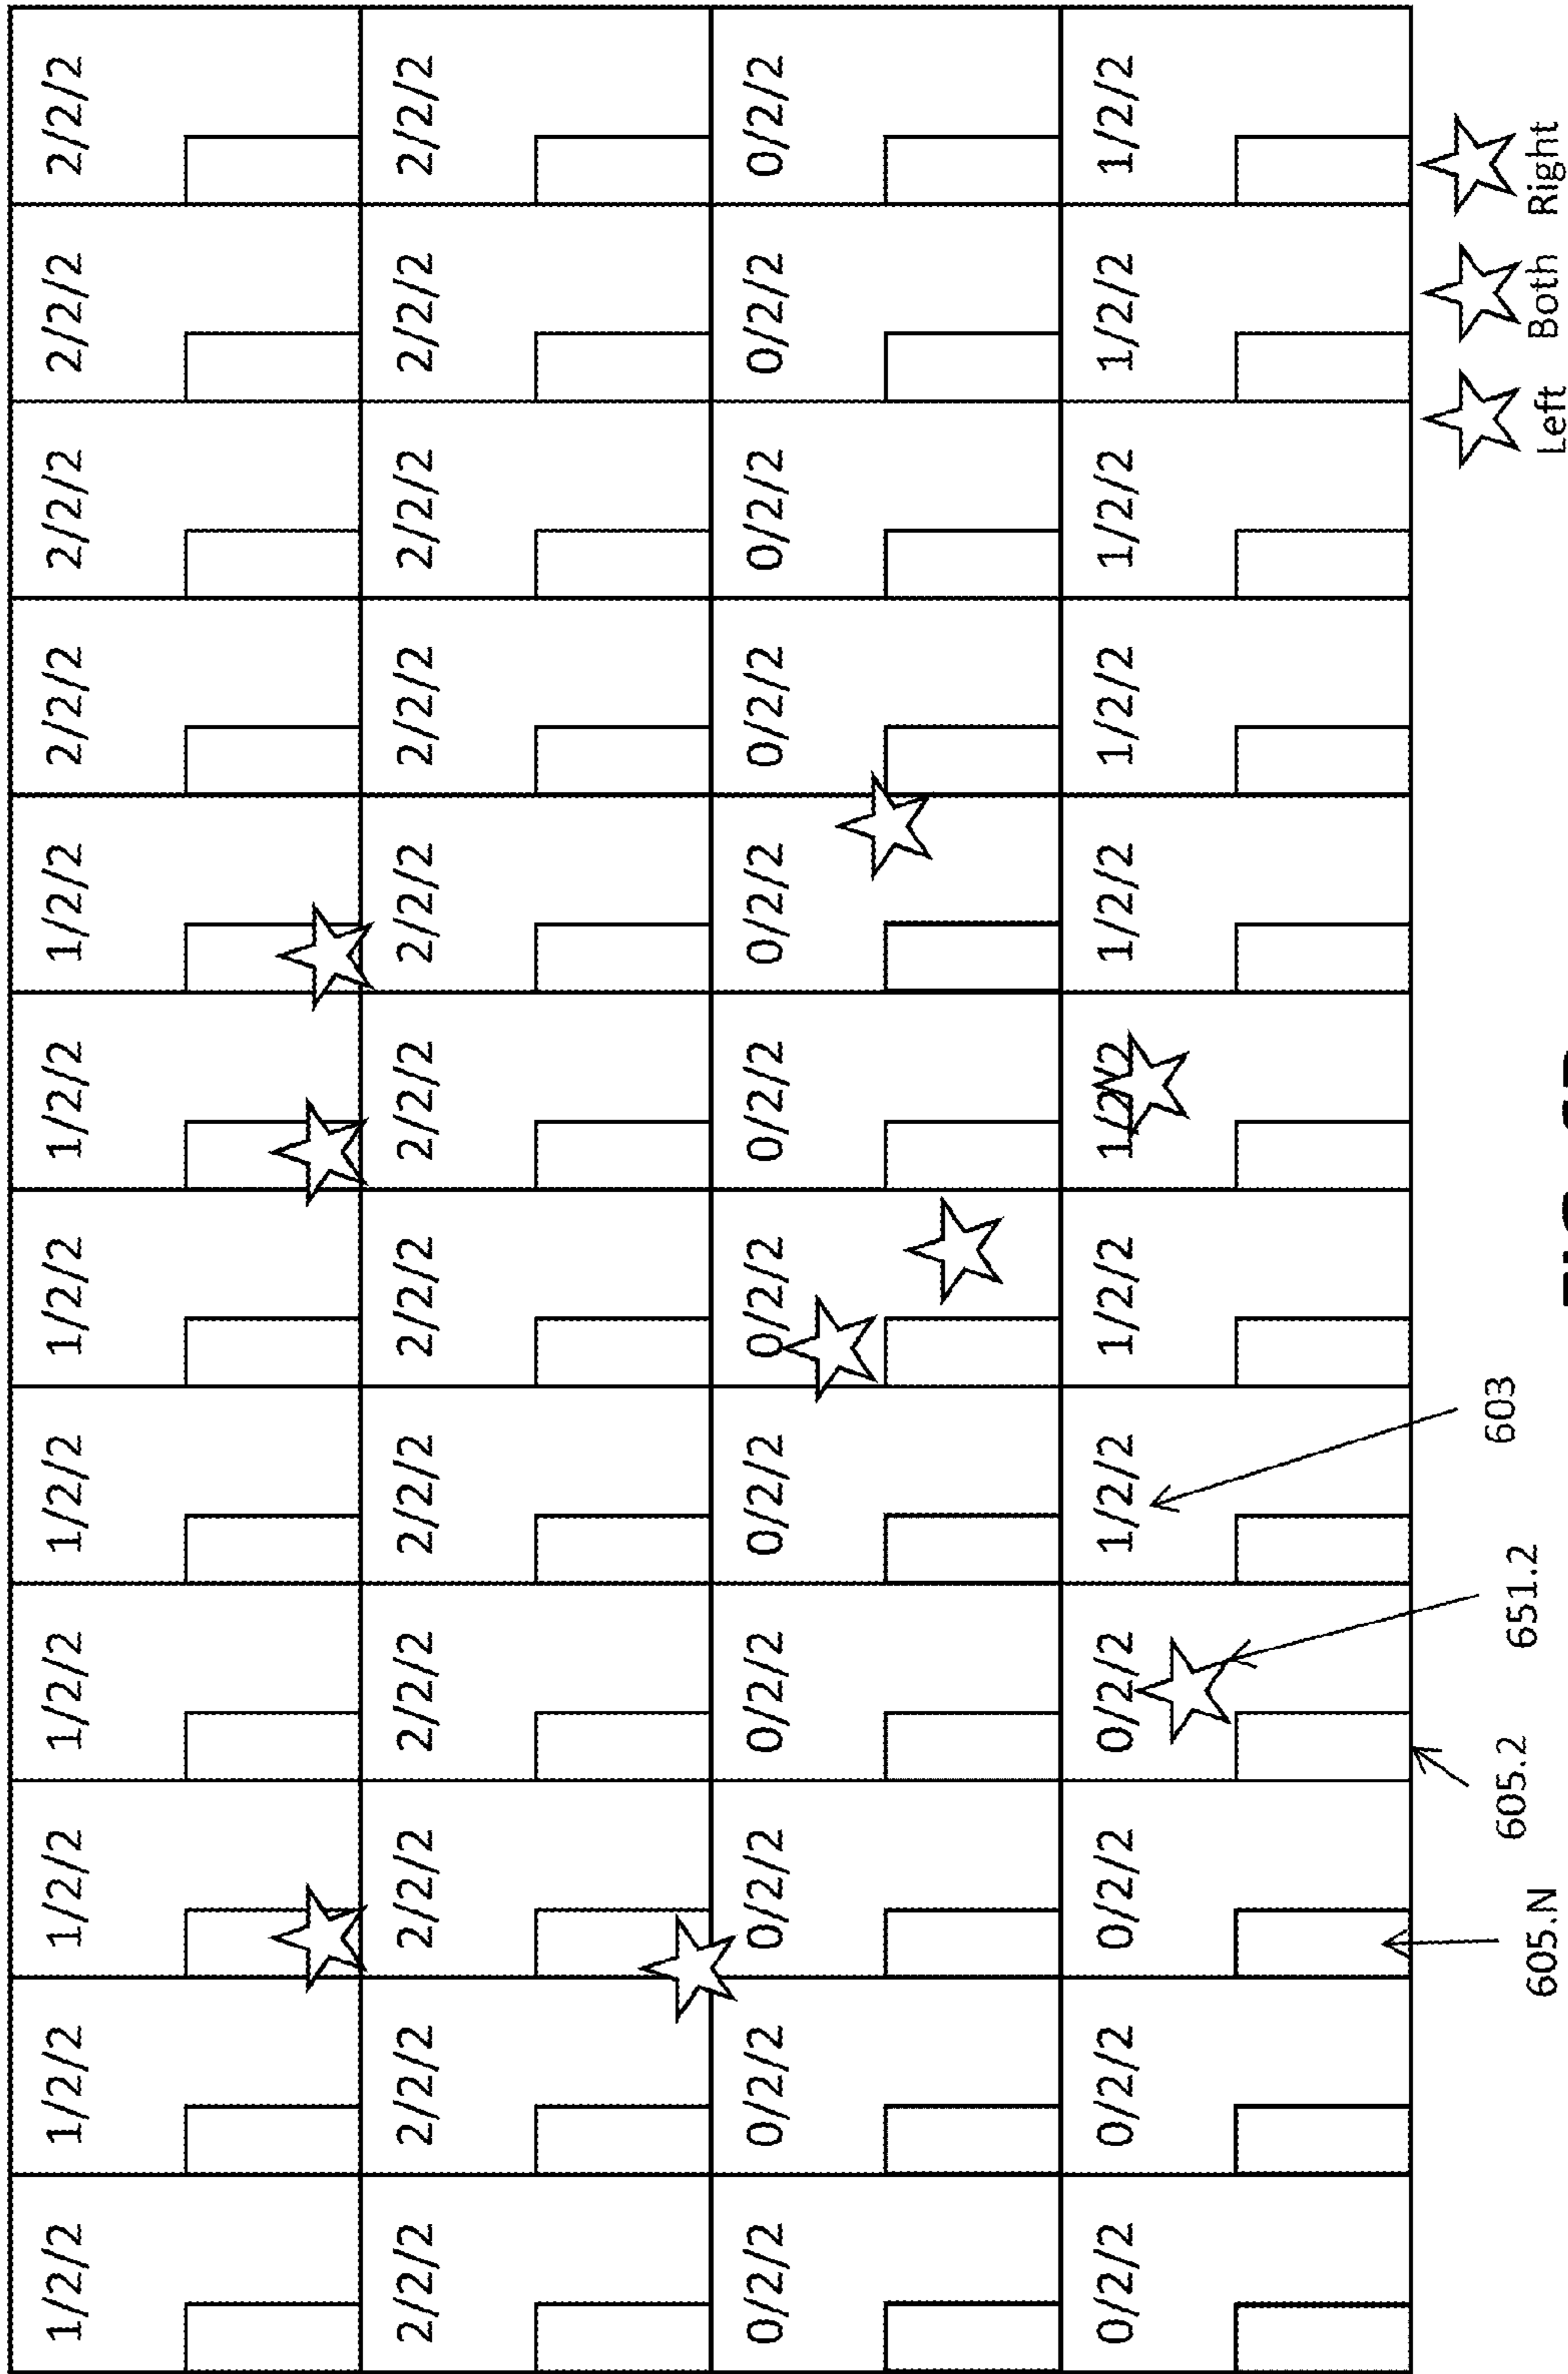 1/2/2 1/2/2 1/2/2 1/2/2 1/2/2 1/2/2 1/2/2 1/2/2 2/2/2 2/2/2 2/2/2 2/2/2
2/2/2 2/2/2 2/2/2 2/2/2 2/2/2 2/2/2 2/2/2 2/2/2 2/2/2 2/2/2 2/2/2 2/2/2
0/2/2 0/2/2 0/2/2 0/2/2 0/2/2 0/2/2 0/2/2 0/2/2 0/2/2 0/2/2 0/2/2 0/2/2
0/2/2 0/2/2 0/2/2 0/2/2 1/2/2 1/2/2 1/2/2 1/2/2 1/2/2 1/2/2 1/2/2 1/2/2
605.N 605.2 651.2 603 Left Both Right